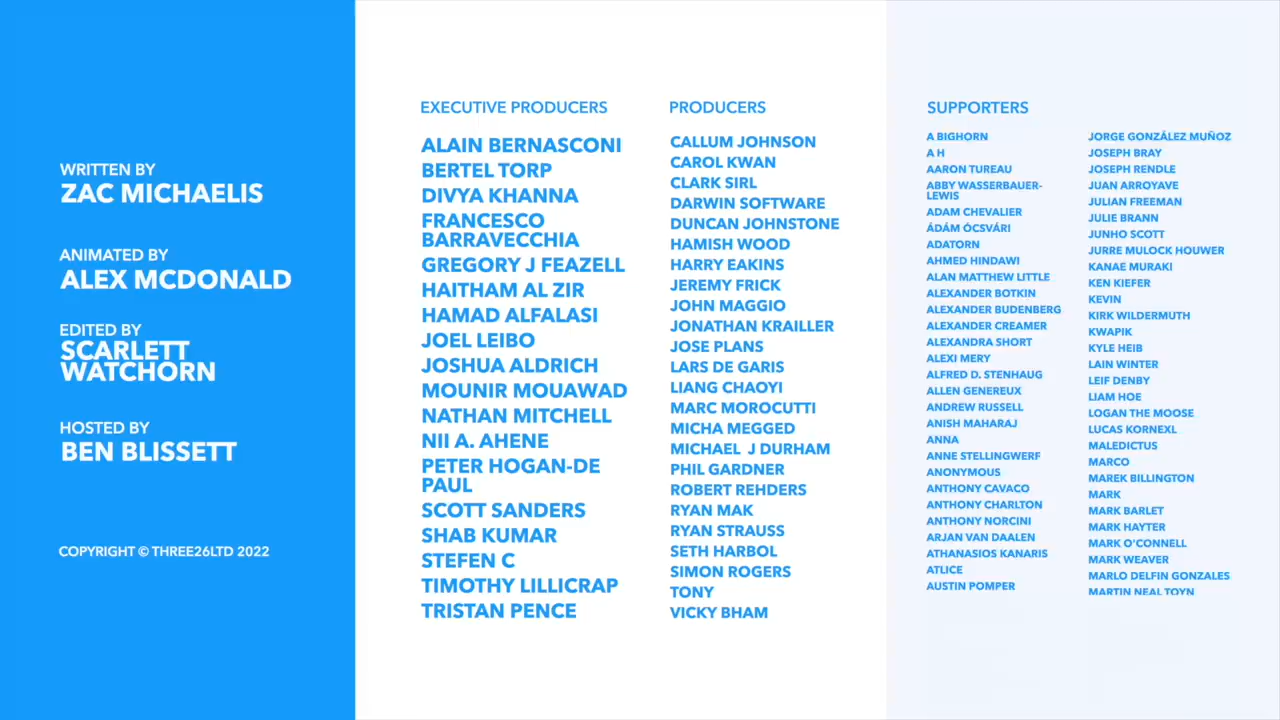 WRITTEN BY
ZAC MICHAELIS
ANIMATED BY
ALEX MCDONALD
EDITED BY
SCARLETT
WATCHORN
HOSTED BY
BEN BLISSETT
COPYRIGHT © THREE26LTD 2022
EXECUTIVE PRODUCERS
ALAIN BERNASCONI
BERTEL TORP
DIVYA KHANNA
FRANCESCO
BARRAVECCHIA
GREGORY J FEAZELL
HAITHAM AL ZIR
HAMAD ALFALASI
JOEL LEIBO
JOSHUA ALDRICH
MOUNIR MOUAWAD
NATHAN MITCHELL
NII A. AHENE
PETER HOGAN-DE
PAUL
SCOTT SANDERS
SHAB KUMAR
STEFEN C
TIMOTHY LILLICRAP
TRISTAN PENCE
PRODUCERS
CALLUM JOHNSON
CAROL KWAN
CLARK SIRL
DARWIN SOFTWARE
DUNCAN JOHNSTONE
HAMISH WOOD
HARRY EAKINS
JEREMY FRICK
JOHN MAGGIO
JONATHAN KRAILLER
JOSE PLANS
LARS DE GARIS
LIANG CHAOYI
MARC MOROCUTTI
MICHA MEGGED
MICHAEL J DURHAM
PHIL GARDNER
ROBERT REHDERS
RYAN MAK
RYAN STRAUSS
SETH HARBOL
SIMON ROGERS
TONY
VICKY BHAM
SUPPORTERS
A BIGHORN
A H
AARON TUREAU
ABBY WASSERBAUER-
LEWIS
ADAM CHEVALIER
ÁDÁM ÓCSVÁRI
ADATORN
AHMED HINDAWI
ALAN MATTHEW LITTLE
ALEXANDER BOTKIN
ALEXANDER BUDENBERG
ALEXANDER CREAMER
ALEXANDRA SHORT
ALEXI MERY
ALFRED D. STENHAUG
ALLEN GENEREUX
ANDREW RUSSELL
ANISH MAHARAJ
ANNA
ANNE STELLINGWERF
ANONYMOUS
ANTHONY CAVACO
ANTHONY CHARLTON
ANTHONY NORCINI
ARJAN VAN DAALEN
ATHANASIOS KANARIS
ATLICE
AUSTIN POMPER
JORGE GONZÁLEZ MUÑOZ
JOSEPH BRAY
JOSEPH RENDLE
JUAN ARROYAVE
JULIAN FREEMAN
JULIE BRANN
JUNHO SCOTT
JURRE MULOCK HOUWER
KANAE MURAKI
KEN KIEFER
KEVIN
KIRK WILDERMUTH
KWAPIK
KYLE HEIB
LAIN WINTER
LEIF DENBY
LIAM HOE
LOGAN THE MOOSE
LUCAS KORNEXL
MALEDICTUS
MARCO
MAREK BILLINGTON
MARK
MARK BARLET
MARK HAYTER
MARK O'CONNELL
MARK WEAVER
MARLO DELFIN GONZALES
MARTIN NEAL TOYN